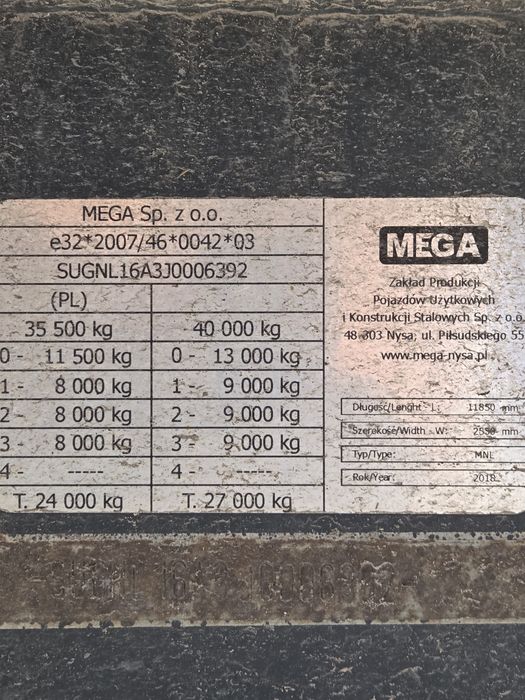 MEGA Sp. z o.o.
e32*2007/46*0042*03
SUGNL16A3J0006392
(PL)
35 500 kg 40 000 kg
0 - 11 500 kg 0 - 13 000 kg
1 - 8 000 kg 1 - 9 000 kg
2 - 8 000 kg 2 - 9 000 kg
3 - 8 000 kg 3 - 9 000 kg
4 - ----- 4 - -----
T. 24 000 kg T. 27 000 kg
MEGA
Zakład Produkcji
Pojazdów Użytkowych
i Konstrukcji Stalowych Sp. z o.o.
48-303 Nysa, ul. Piłsudskiego 55
www.mega-nysa.pl
Długość/Lenght L: 11850 mm
Szerokość/Width W: 2550 mm
Typ/Type: MNL
Rok/Year: 2018